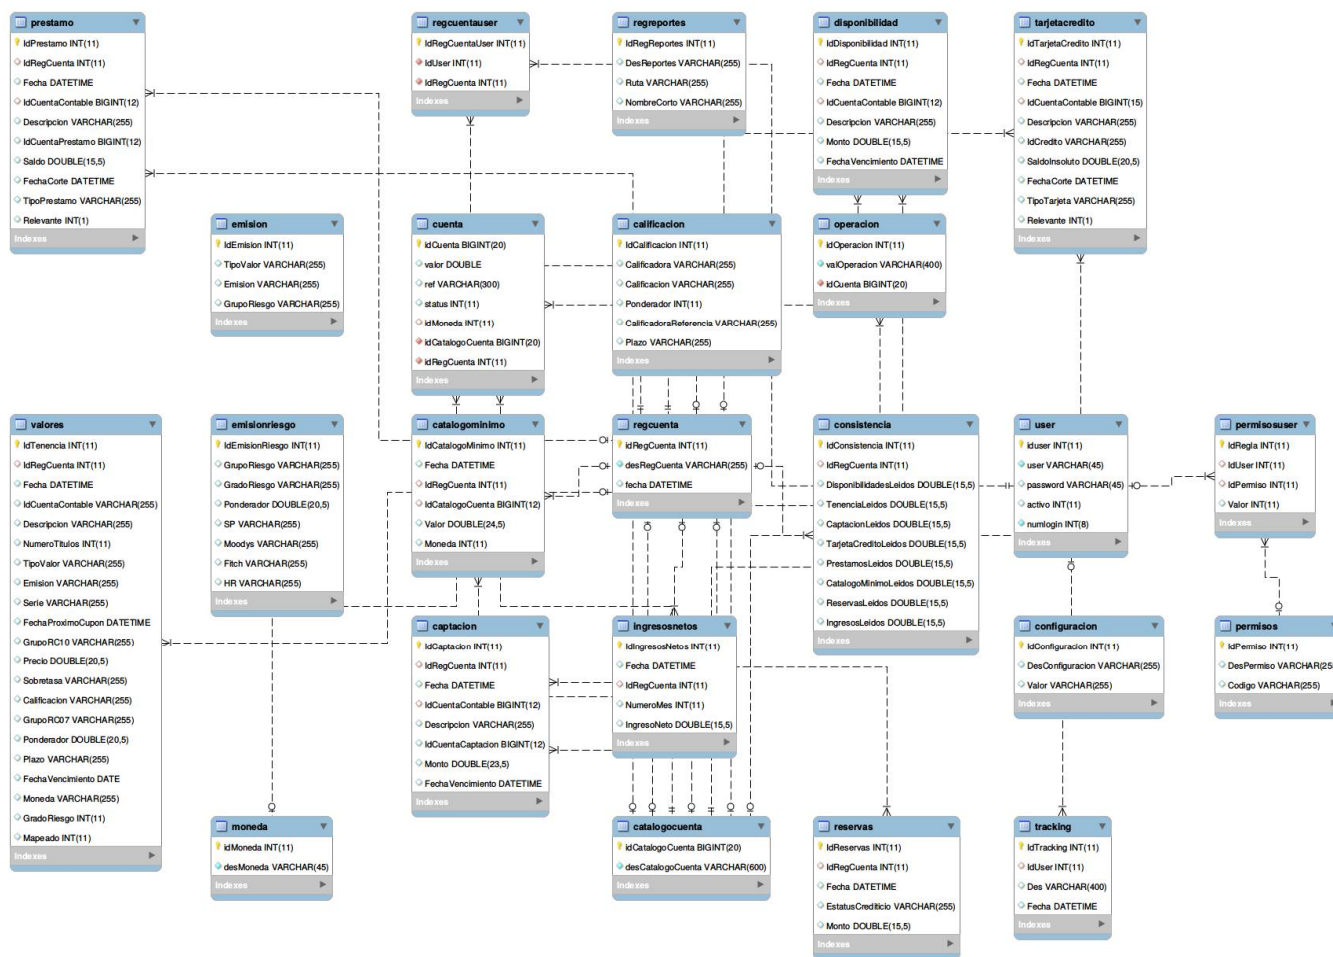 prestamo
IdPrestamo INT(11)
IdRegCuenta INT(11)
Fecha DATETIME
IdCuentaContable BIGINT(12)
Descripcion VARCHAR(255)
IdCuentaPrestamo BIGINT(12)
Saldo DOUBLE(15,5)
FechaCorte DATETIME
TipoPrestamo VARCHAR(255)
Relevante INT(1)
Indexes
regcuentauser
IdRegCuentaUser INT(11)
IdUser INT(11)
IdRegCuenta INT(11)
Indexes
regreportes
IdRegReportes INT(11)
DesReportes VARCHAR(255)
Ruta VARCHAR(255)
NombreCorto VARCHAR(255)
Indexes
disponibilidad
IdDisponibilidad INT(11)
IdRegCuenta INT(11)
Fecha DATETIME
IdCuentaContable BIGINT(12)
Descripcion VARCHAR(255)
Monto DOUBLE(15,5)
FechaVencimiento DATETIME
Indexes
tarjetacredito
IdTarjetaCredito INT(11)
IdRegCuenta INT(11)
Fecha DATETIME
IdCuentaContable BIGINT(15)
Descripcion VARCHAR(255)
IdCredito VARCHAR(255)
SaldoInsoluto DOUBLE(20,5)
FechaCorte DATETIME
TipoTarjeta VARCHAR(255)
Relevante INT(1)
Indexes
emision
IdEmision INT(11)
TipoValor VARCHAR(255)
Emision VARCHAR(255)
GrupoRiesgo VARCHAR(255)
Indexes
cuenta
idCuenta BIGINT(20)
valor DOUBLE
ref VARCHAR(300)
status INT(11)
idMoneda INT(11)
idCatalogoCuenta BIGINT(20)
idRegCuenta INT(11)
Indexes
calificacion
IdCalificacion INT(11)
Calificadora VARCHAR(255)
Calificacion VARCHAR(255)
Ponderador INT(11)
CalificadoraReferencia VARCHAR(255)
Plazo VARCHAR(255)
Indexes
operacion
idOperacion INT(11)
valOperacion VARCHAR(400)
idCuenta BIGINT(20)
Indexes
valores
IdTenencia INT(11)
IdRegCuenta INT(11)
Fecha DATETIME
IdCuentaContable VARCHAR(255)
Descripcion VARCHAR(255)
NumeroTitulos INT(11)
TipoValor VARCHAR(255)
Emision VARCHAR(255)
Serie VARCHAR(255)
FechaProximoCupon DATETIME
GrupoRC10 VARCHAR(255)
Precio DOUBLE(20,5)
Sobretasa VARCHAR(255)
Calificacion VARCHAR(255)
GrupoRC07 VARCHAR(255)
Ponderador DOUBLE(20,5)
Plazo VARCHAR(255)
FechaVencimiento DATE
Moneda VARCHAR(255)
GradoRiesgo INT(11)
Mapeado INT(11)
Indexes
emisionriesgo
IdEmisionRiesgo INT(11)
GrupoRiesgo VARCHAR(255)
GradoRiesgo VARCHAR(255)
Ponderador DOUBLE(20,5)
SP VARCHAR(255)
Moodys VARCHAR(255)
Fitch VARCHAR(255)
HR VARCHAR(255)
Indexes
catalogominimo
IdCatalogoMinimo INT(11)
Fecha DATETIME
IdRegCuenta INT(11)
IdCatalogoCuenta BIGINT(12)
Valor DOUBLE(24,5)
Moneda INT(11)
Indexes
regcuenta
idRegCuenta INT(11)
desRegCuenta VARCHAR(255)
fecha DATETIME
Indexes
consistencia
IdConsistencia INT(11)
IdRegCuenta INT(11)
DisponibilidadesLeidos DOUBLE(15,5)
TenenciaLeidos DOUBLE(15,5)
CaptacionLeidos DOUBLE(15,5)
TarjetaCreditoLeidos DOUBLE(15,5)
PrestamosLeidos DOUBLE(15,5)
CatalogoMinimoLeidos DOUBLE(15,5)
ReservasLeidos DOUBLE(15,5)
IngresosLeidos DOUBLE(15,5)
Indexes
user
iduser INT(11)
user VARCHAR(45)
password VARCHAR(45)
activo INT(11)
numlogin INT(8)
Indexes
permisosuser
IdRegla INT(11)
IdUser INT(11)
IdPermiso INT(11)
Valor INT(11)
Indexes
captacion
IdCaptacion INT(11)
IdRegCuenta INT(11)
Fecha DATETIME
IdCuentaContable BIGINT(12)
Descripcion VARCHAR(255)
IdCuentaCaptacion BIGINT(12)
Monto DOUBLE(23,5)
FechaVencimiento DATETIME
Indexes
ingresosnetos
IdIngresosNetos INT(11)
Fecha DATETIME
IdRegCuenta INT(11)
NumeroMes INT(11)
IngresoNeto DOUBLE(15,5)
Indexes
configuracion
IdConfiguracion INT(11)
DesConfiguracion VARCHAR(255)
Valor VARCHAR(255)
Indexes
permisos
IdPermiso INT(11)
DesPermiso VARCHAR(255
Codigo VARCHAR(255)
Indexes
moneda
idMoneda INT(11)
desMoneda VARCHAR(45)
Indexes
catalogocuenta
idCatalogoCuenta BIGINT(20)
desCatalogoCuenta VARCHAR(600)
Indexes
reservas
IdReservas INT(11)
IdRegCuenta INT(11)
Fecha DATETIME
EstatusCrediticio VARCHAR(255)
Monto DOUBLE(15,5)
Indexes
tracking
IdTracking INT(11)
IdUser INT(11)
Des VARCHAR(400)
Fecha DATETIME
Indexes